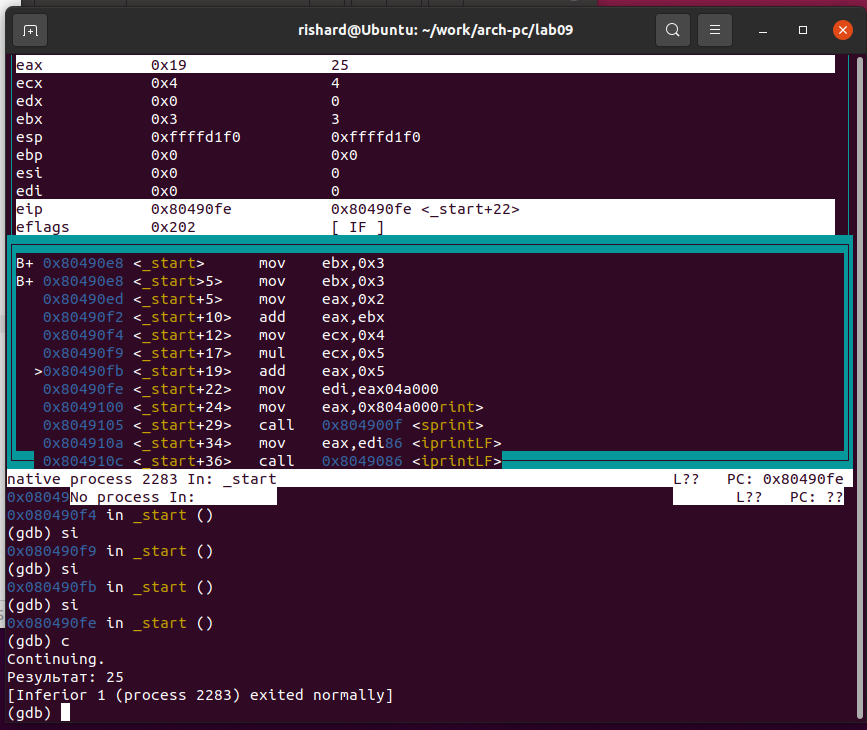 rishard@Ubuntu: ~/work/arch-pc/lab09
eax 0x19 25
ecx 0x4 4
edx 0x0 0
ebx 0x3 3
esp 0xffffd1f0 0xffffd1f0
ebp 0x0 0x0
esi 0x0 0
edi 0x0 0
eip 0x80490fe 0x80490fe <_start+22>
eflags 0x202 [ IF ]
B+ 0x80490e8 <_start> mov ebx,0x3
B+ 0x80490e8 <_start>5> mov ebx,0x3
0x80490ed <_start+5> mov eax,0x2
0x80490f2 <_start+10> add eax,ebx
0x80490f4 <_start+12> mov ecx,0x4
0x80490f9 <_start+17> mul ecx,0x5
>0x80490fb <_start+19> add eax,0x5
0x80490fe <_start+22> mov edi,eax04a000
0x8049100 <_start+24> mov eax,0x804a000rint>
0x8049105 <_start+29> call 0x804900f <sprint>
0x804910a <_start+34> mov eax,edi86 <iprintLF>
0x804910c <_start+36> call 0x8049086 <iprintLF>
native process 2283 In: _start L?? PC: 0x80490fe
0x08049No process In: L?? PC: ??
0x080490f4 in _start ()
(gdb) si
0x080490f9 in _start ()
(gdb) si
0x080490fb in _start ()
(gdb) si
0x080490fe in _start ()
(gdb) c
Continuing.
Результат: 25
[Inferior 1 (process 2283) exited normally]
(gdb)